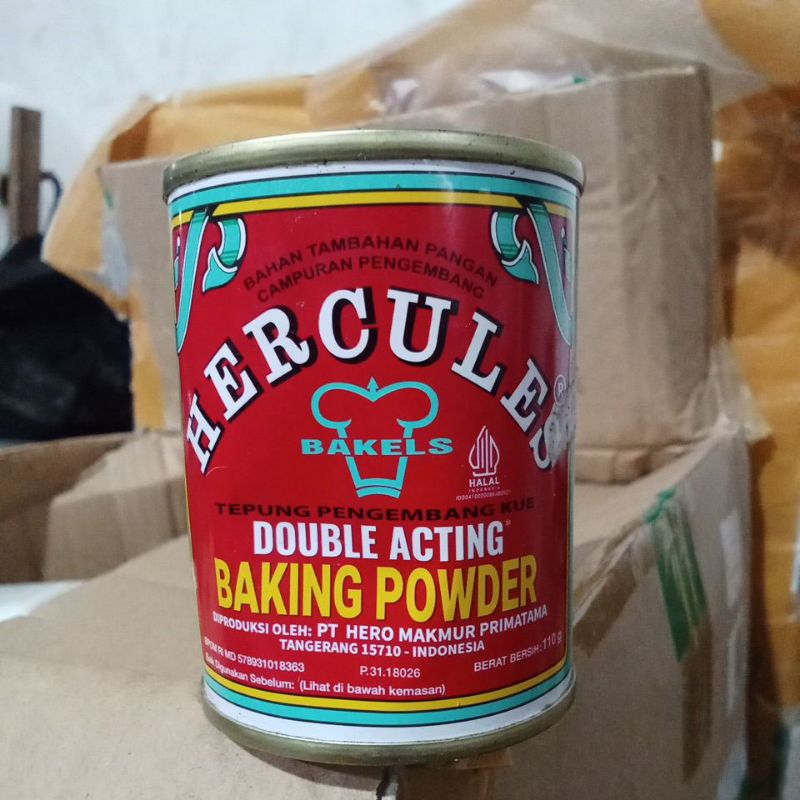 BAHAN TAMBAHAN PANGAN
CAMPURAN PENGEMBANG
HERCULES
BAKELS
HALAL
INDONESIA
TEPUNG PENGEMBANG KUE
DOUBLE ACTING
BAKING POWDER
DIPRODUKSI OLEH: PT HERO MAKMUR PRIMATAMA
TANGERANG 15710 - INDONESIA
BERAT BERSIH: 110 g
BPOM RI MD 578931018363
P.31.18026
Baik Digunakan Sebelum: (Lihat di bawah kemasan)